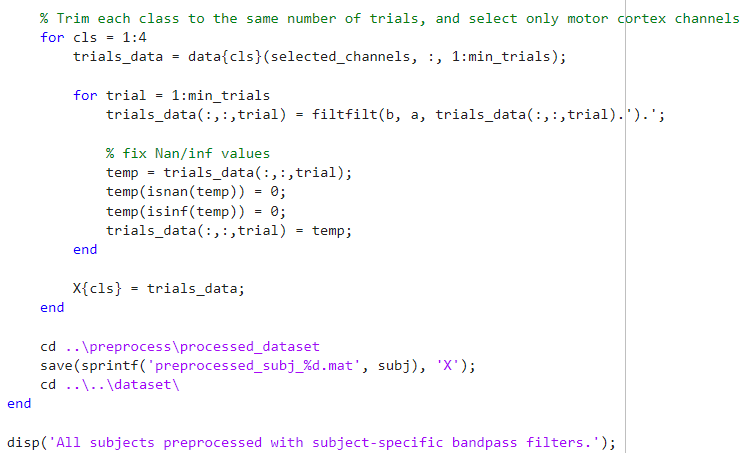 % Trim each class to the same number of trials, and select only motor cortex channels
for cls = 1:4
trials_data = data{cls}(selected_channels, :, 1:min_trials);
for trial = 1:min_trials
trials_data(:,:,trial) = filtfilt(b, a, trials_data(:,:,trial).').';
% fix Nan/inf values
temp = trials_data(:,:,trial);
temp(isnan(temp)) = 0;
temp(isinf(temp)) = 0;
trials_data(:,:,trial) = temp;
end
X{cls} = trials_data;
end
cd ..\preprocess\processed_dataset
save(sprintf('preprocessed_subj_%d.mat', subj), 'X');
cd ..\..\dataset\
end
disp('All subjects preprocessed with subject-specific bandpass filters.');